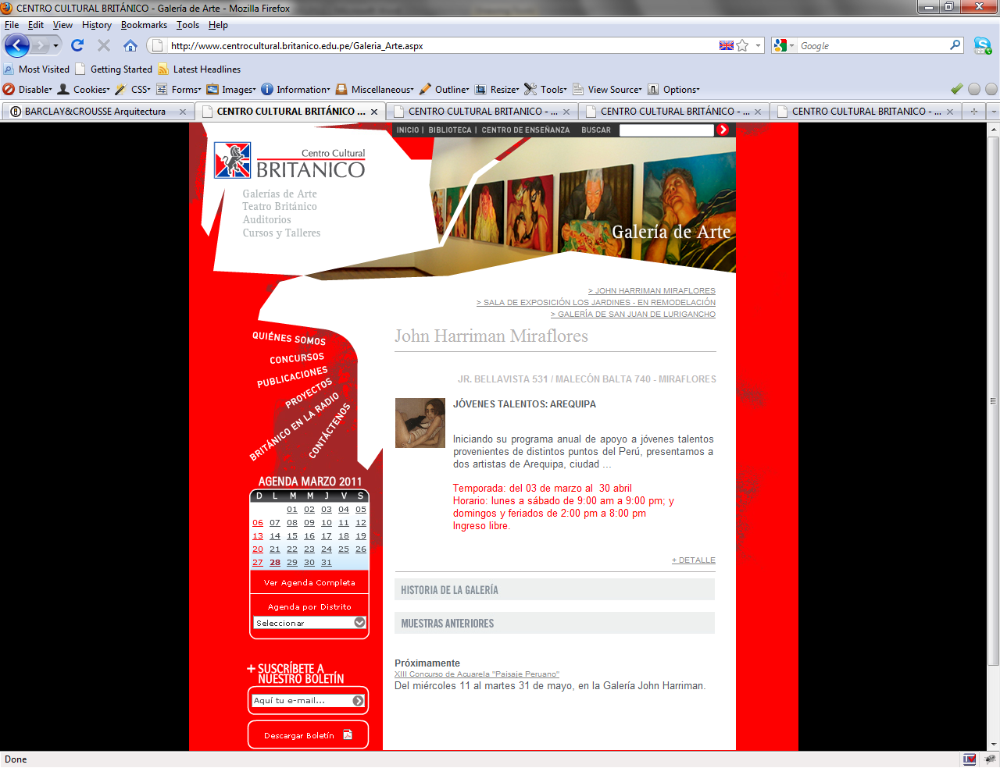 CENTRO CULTURAL BRITÁNICO - Galería de Arte - Mozilla Firefox
File Edit View History Bookmarks Tools Help
http://www.centrocultural.britanico.edu.pe/Galeria_Arte.aspx
Google
Most Visited Getting Started Latest Headlines
Disable Cookies CSS Forms Images Information Miscellaneous Outline Resize Tools View Source Options
BARCLAY&CROUSSE Arquitectura
CENTRO CULTURAL BRITÁNICO ...
CENTRO CULTURAL BRITANICO - ...
CENTRO CULTURAL BRITÁNICO - ...
CENTRO CULTURAL BRITANICO - ...
INICIO | BIBLIOTECA | CENTRO DE ENSEÑANZA BUSCAR
Centro Cultural
BRITANICO
Galerías de Arte
Teatro Británico
Auditorios
Cursos y Talleres
Galería de Arte
> JOHN HARRIMAN MIRAFLORES
> SALA DE EXPOSICIÓN LOS JARDINES - EN REMODELACIÓN
> GALERÍA DE SAN JUAN DE LURIGANCHO
QUIÉNES SOMOS
CONCURSOS
PUBLICACIONES
PROYECTOS
BRITÁNICO EN LA RADIO
CONTÁCTENOS
John Harriman Miraflores
JR. BELLAVISTA 531 / MALECÓN BALTA 740 - MIRAFLORES
JÓVENES TALENTOS: AREQUIPA
Iniciando su programa anual de apoyo a jóvenes talentos
provenientes de distintos puntos del Perú, presentamos a
dos artistas de Arequipa, ciudad ...
Temporada: del 03 de marzo al 30 abril
Horario: lunes a sábado de 9:00 am a 9:00 pm; y
domingos y feriados de 2:00 pm a 8:00 pm
Ingreso libre.
+ DETALLE
AGENDA MARZO 2011
D L M M J V S
01 02 03 04 05
06 07 08 09 10 11 12
13 14 15 16 17 18 19
20 21 22 23 24 25 26
27 28 29 30 31
Ver Agenda Completa
Agenda por Distrito
Seleccionar
HISTORIA DE LA GALERÍA
MUESTRAS ANTERIORES
+ SUSCRÍBETE A
NUESTRO BOLETÍN
Aquí tu e-mail...
Descargar Boletín
Próximamente
XIII Concurso de Acuarela "Paisaje Peruano"
Del miércoles 11 al martes 31 de mayo, en la Galería John Harriman.
Done